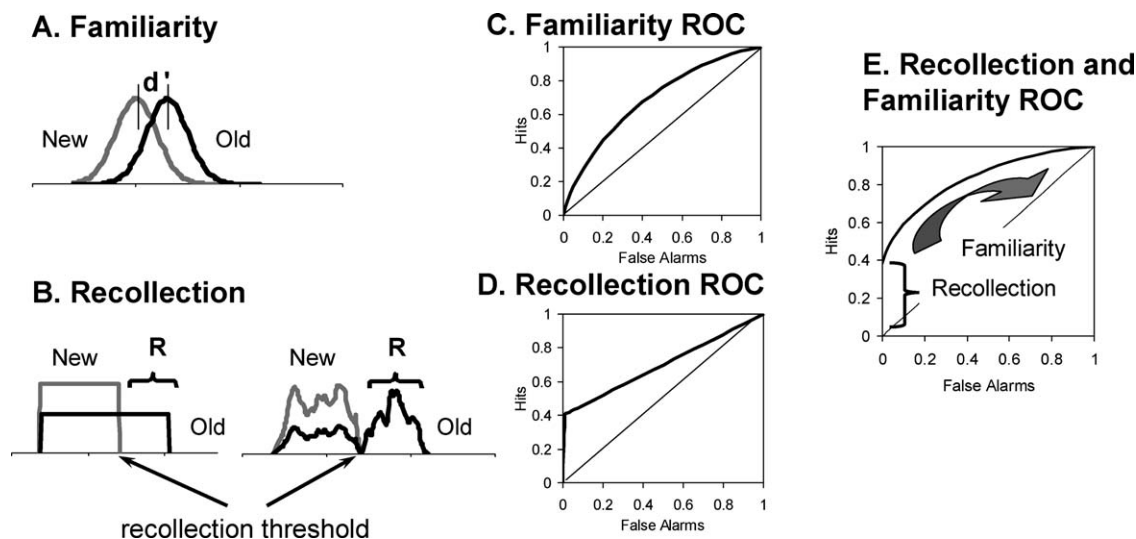 A. Familiarity
d '
New
Old
B. Recollection
New
R
Old
New
R
Old
recollection threshold
C. Familiarity ROC
1
0.8
0.6
0.4
0.2
0
Hits
0
0.2
0.4
0.6
0.8
1
False Alarms
D. Recollection ROC
1
0.8
0.6
0.4
0.2
0
Hits
0
0.2
0.4
0.6
0.8
1
False Alarms
E. Recollection and
Familiarity ROC
1
0.8
0.6
0.4
0.2
0
Hits
Familiarity
Recollection
0
0.2
0.4
0.6
0.8
1
False Alarms